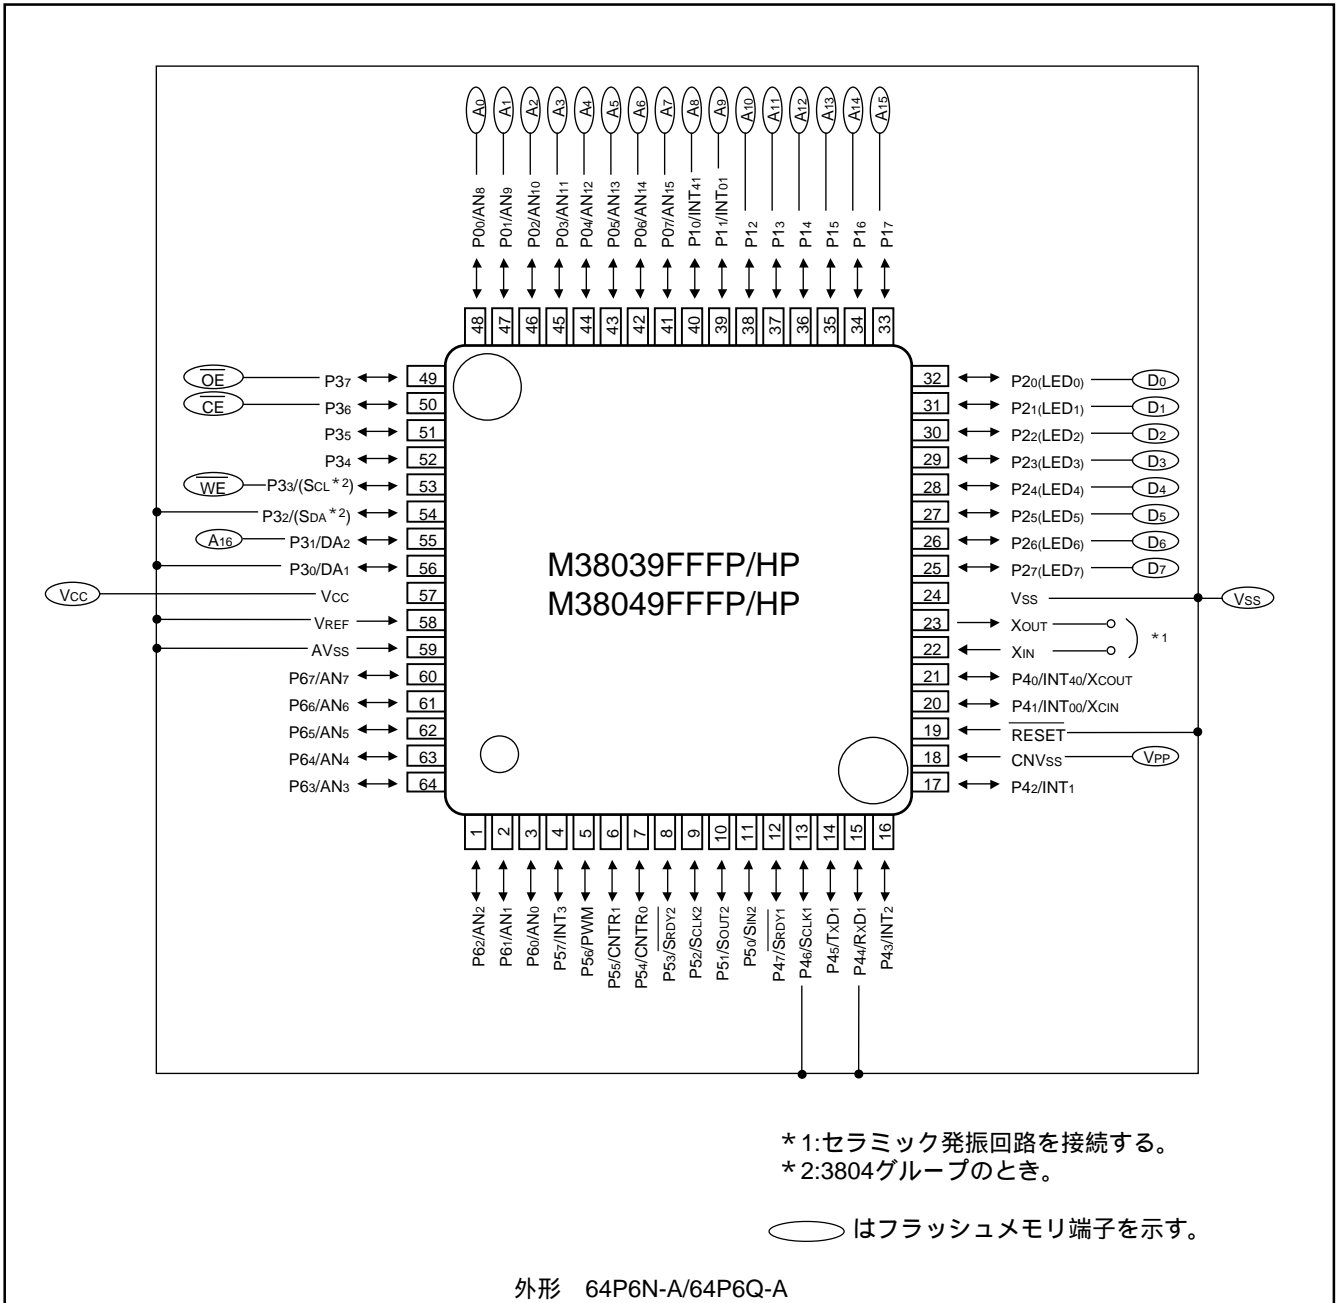 A0 A1 A2 A3 A4 A5 A6 A7 A8 A9 A10 A11 A12 A13 A14 A15
P00/AN8 P01/AN9 P02/AN10 P03/AN11 P04/AN12 P05/AN13 P06/AN14 P07/AN15 P10/INT41 P11/INT01 P12 P13 P14 P15 P16 P17
48 47 46 45 44 43 42 41 40 39 38 37 36 35 34 33
OE P37 49
CE P36 50
P35 51
P34 52
WE P33/(SCL*2) 53
P32/(SDA*2) 54
A16 P31/DA2 55
P30/DA1 56
VCC VCC 57
VREF 58
AVSS 59
P67/AN7 60
P66/AN6 61
P65/AN5 62
P64/AN4 63
P63/AN3 64
M38039FFFP/HP
M38049FFFP/HP
32 P20(LED0) D0
31 P21(LED1) D1
30 P22(LED2) D2
29 P23(LED3) D3
28 P24(LED4) D4
27 P25(LED5) D5
26 P26(LED6) D6
25 P27(LED7) D7
24 VSS VSS
23 XOUT
*1
22 XIN
21 P40/INT40/XCOUT
20 P41/INT00/XCIN
19 RESET
18 CNVSS VPP
17 P42/INT1
1 2 3 4 5 6 7 8 9 10 11 12 13 14 15 16
P62/AN2 P61/AN1 P60/AN0 P57/INT3 P56/PWM P55/CNTR1 P54/CNTR0 P53/SRDY2 P52/SCLK2 P51/SOUT2 P50/SIN2 P47/SRDY1 P46/SCLK1 P45/TXD1 P44/RXD1 P43/INT2
*1:セラミック発振回路を接続する。
*2:3804グループのとき。
はフラッシュメモリ端子を示す。
外形 64P6N-A/64P6Q-A